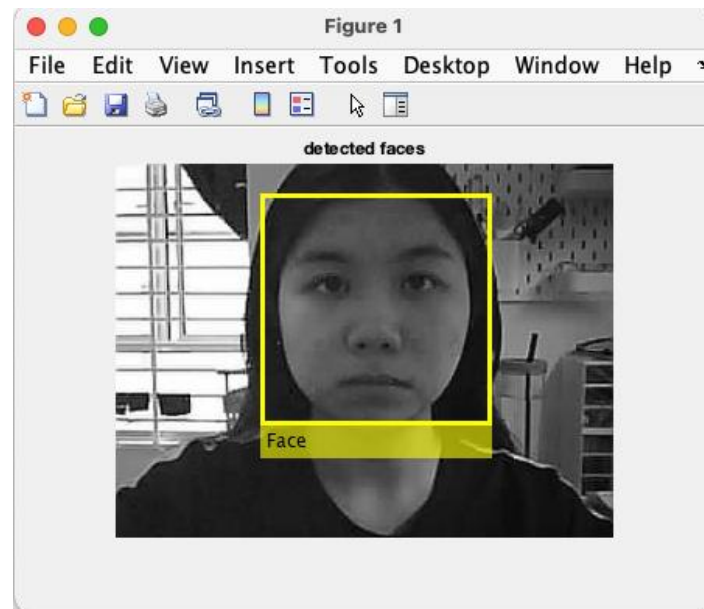 Figure 1
File Edit View Insert Tools Desktop Window Help
detected faces
Face